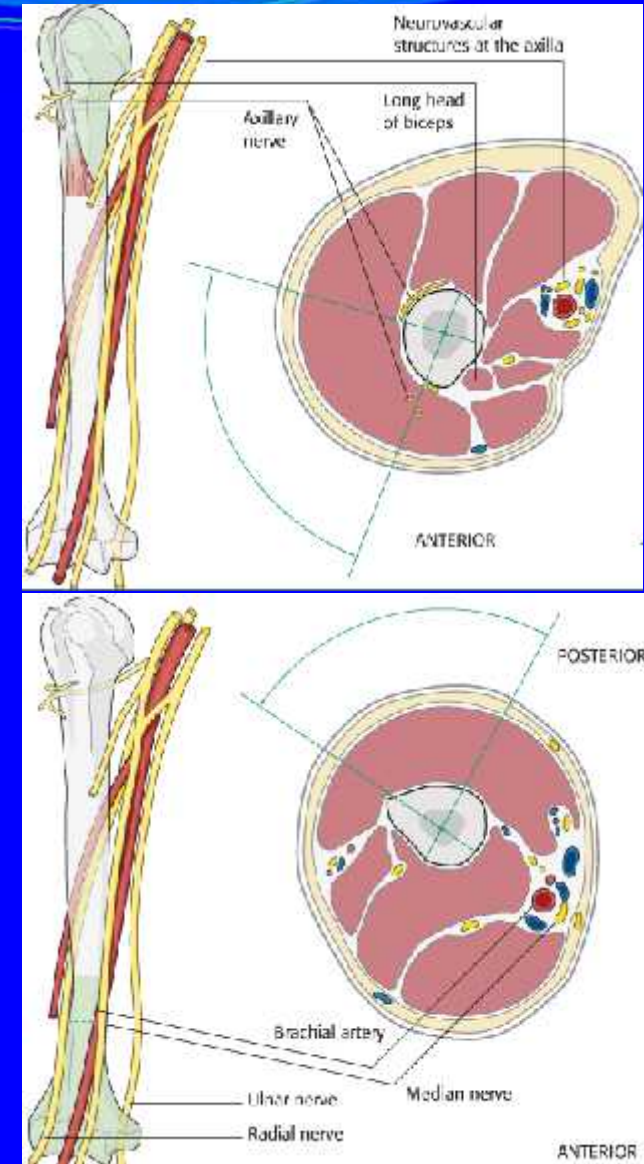 Neurovascular
structures at the axilla
Long head
of biceps
Axillary
nerve
ANTERIOR
POSTERIOR
Brachial artery
Median nerve
Ulnar nerve
Radial nerve
ANTERIOR